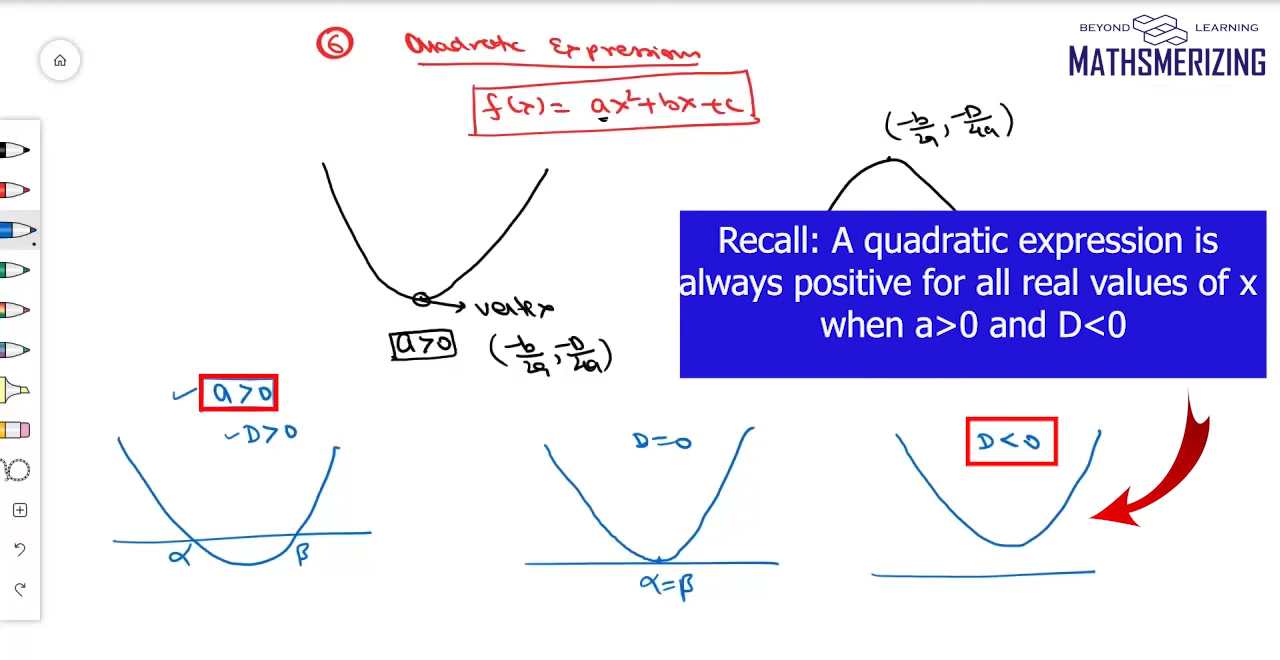 BEYOND LEARNING
MATHSMERIZING
⑥ Quadratic Expressions
f(x) = ax²+bx+c
(-b/2a, -D/4a)
Recall: A quadratic expression is
always positive for all real values of x
when a>0 and D<0
vertex
a>0 (-b/2a, -D/4a)
✓ a>0
✓D>0
D=0
D<0
α β
α=β